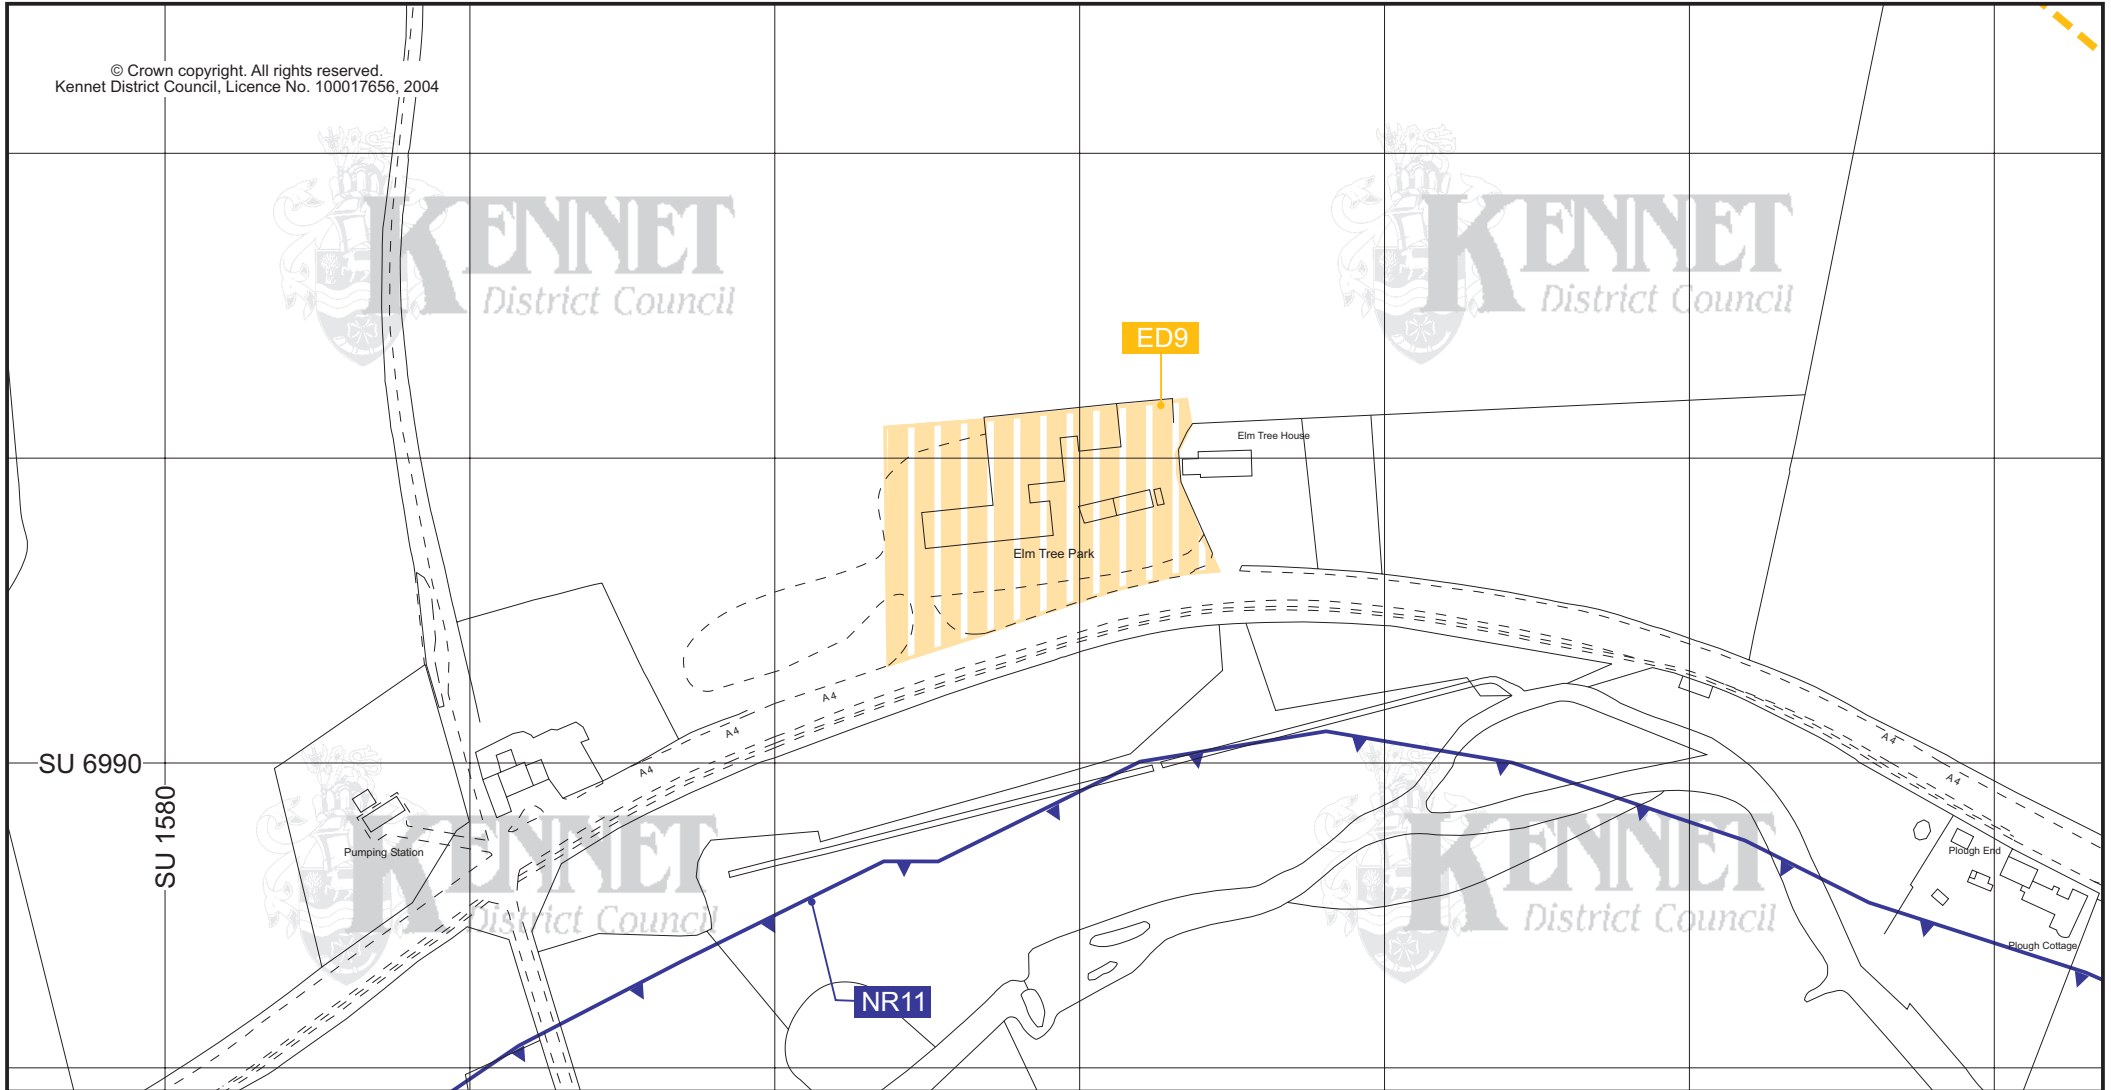 © Crown copyright. All rights reserved.
Kennet District Council, Licence No. 100017656, 2004
KENNET
District Council
KENNET
District Council
ED9
Elm Tree House
Elm Tree Park
A4
A4
A4
A4
A4
SU 6990
SU 1580
Pumping Station
KENNET
District Council
KENNET
District Council
Plough End
Plough Cottage
NR11